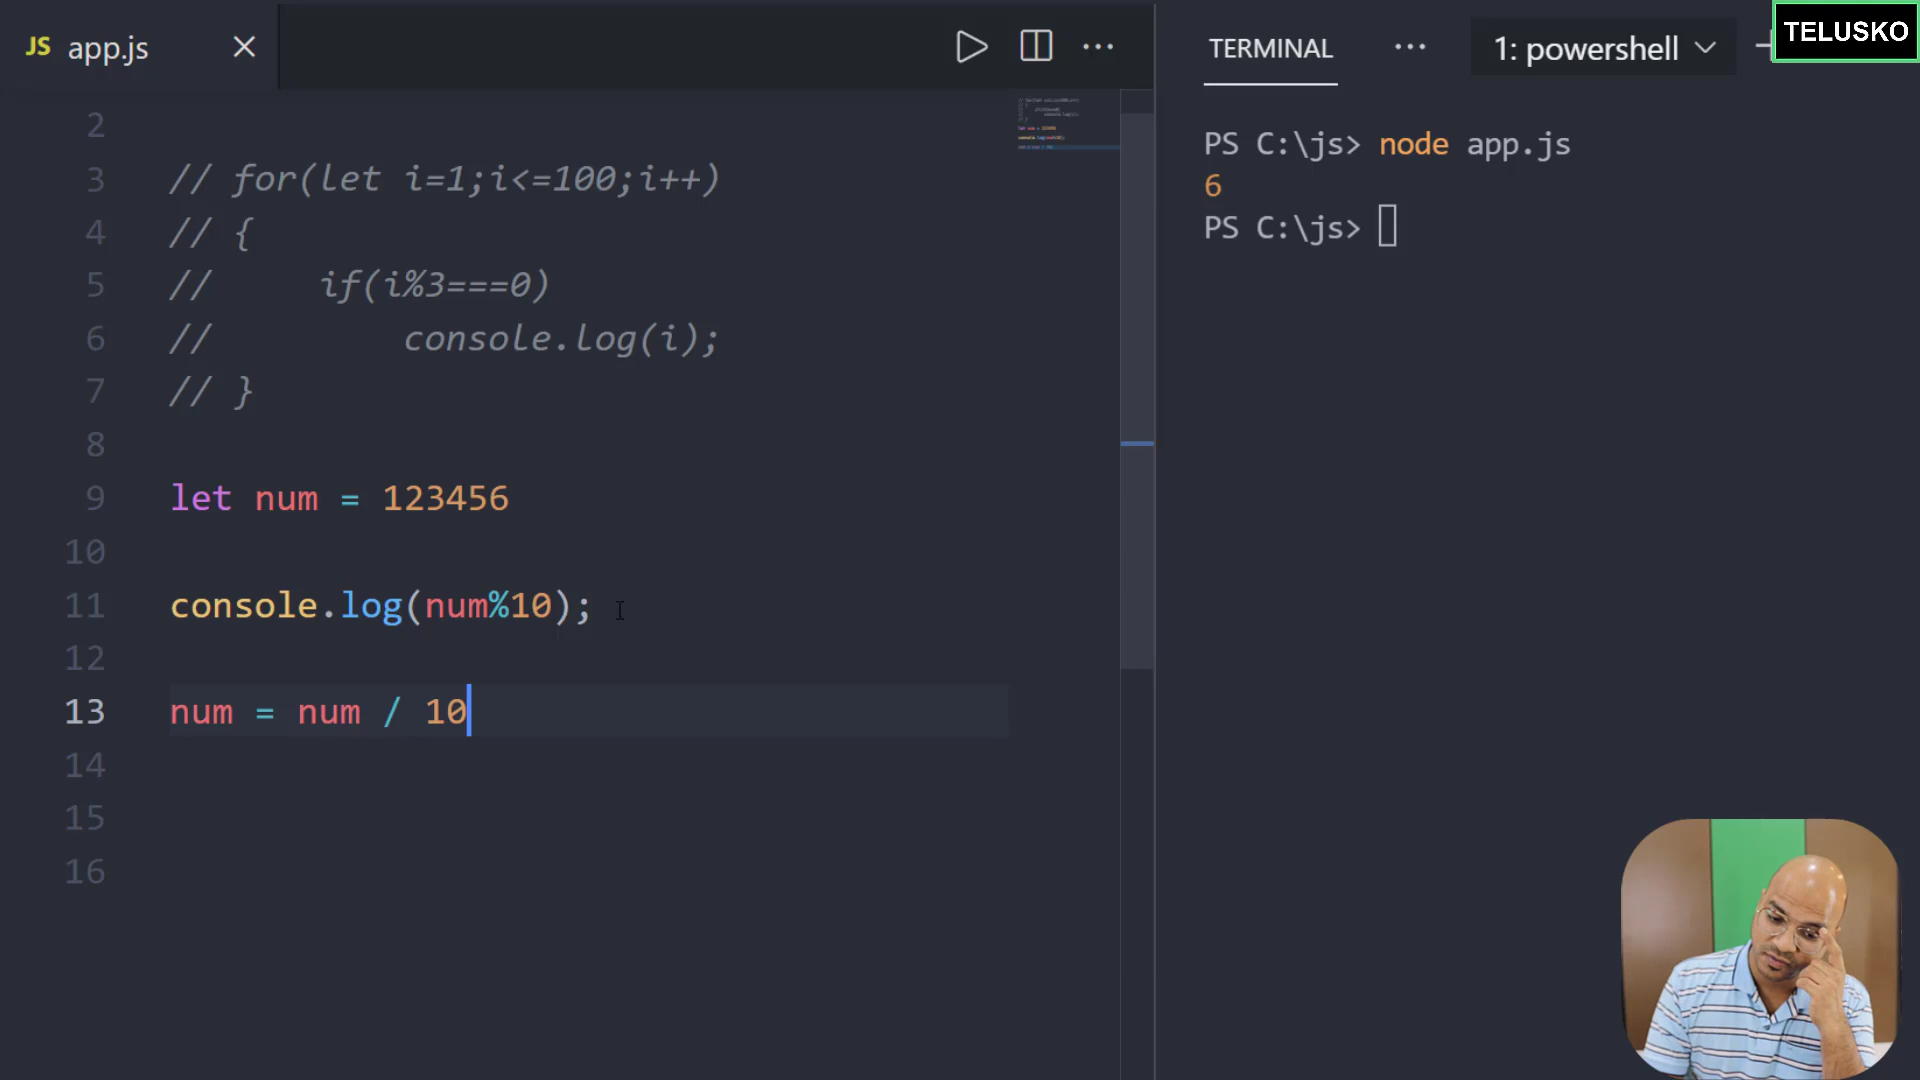 JS app.js
2
3 // for(let i=1;i<=100;i++)
4 // {
5 //     if(i%3===0)
6 //         console.log(i);
7 // }
8
9 let num = 123456
10
11 console.log(num%10);
12
13 num = num / 10
14
15
16
TERMINAL ··· 1: powershell
TELUSKO
PS C:\js> node app.js
6
PS C:\js>